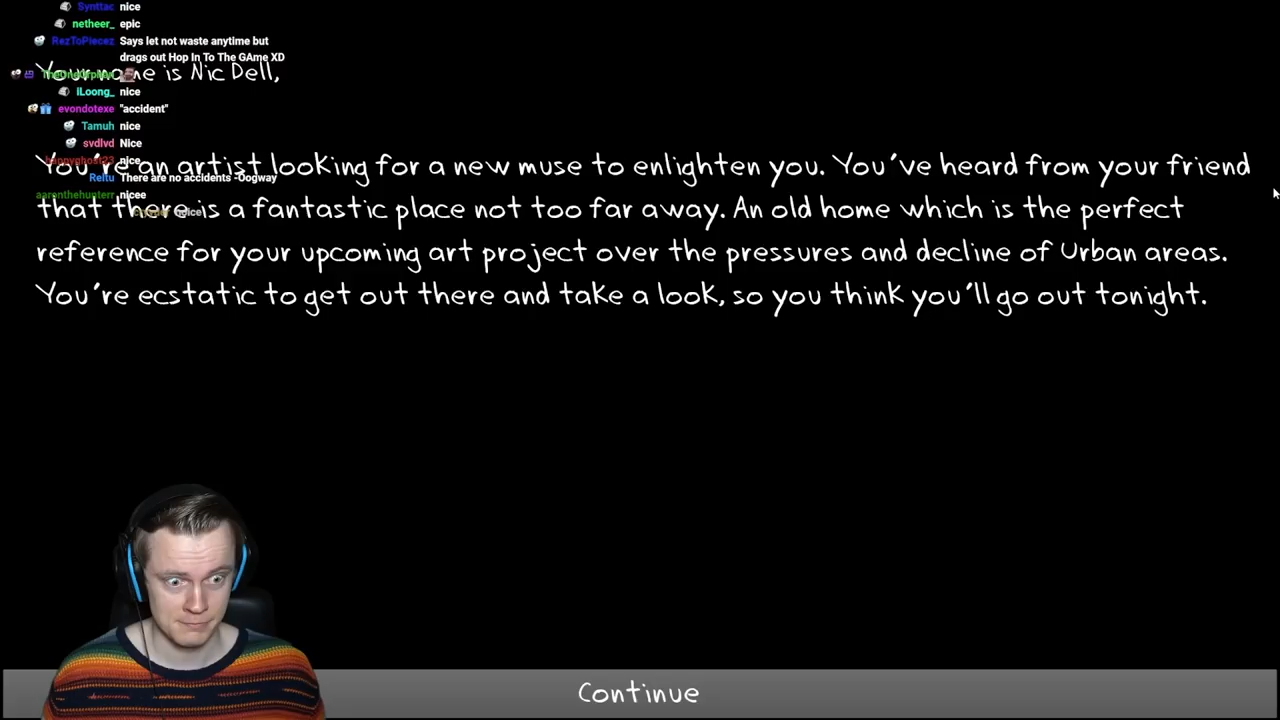 Synttac nice
netheer_ epic
RezToPiecez Says let not waste anytime but
drags out Hop In To The GAme XD
Your name is Nic Dell,
iLoong_ nice
evondotexe "accident"
Tamuh nice
svdlvd Nice
happyghost23 nice
You're an artist looking for a new muse to enlighten you. You've heard from your friend
Reltu There are no accidents -Oogway
aaronthehunterr nicee
that there is a fantastic place not too far away. An old home which is the perfect
reference for your upcoming art project over the pressures and decline of Urban areas.
You're ecstatic to get out there and take a look, so you think you'll go out tonight.
Continue